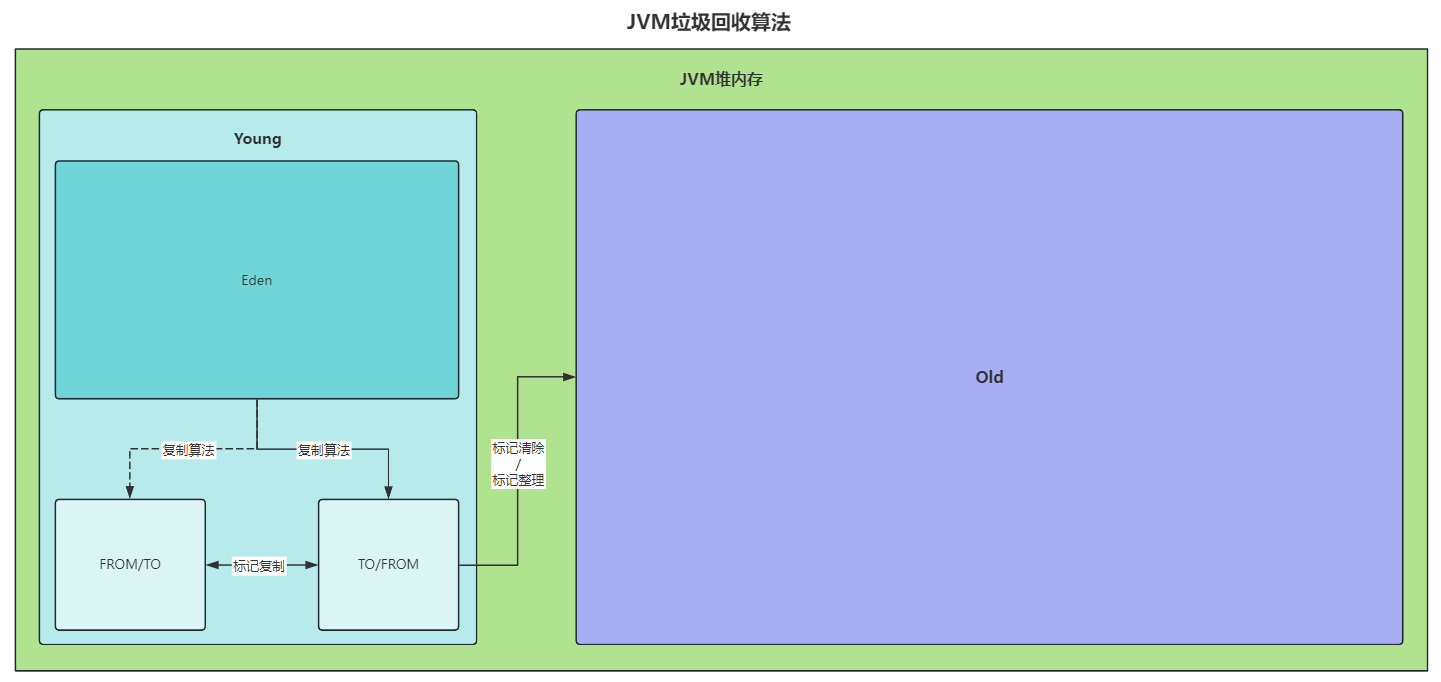 JVM垃圾回收算法
JVM堆内存
Young
Eden
Old
复制算法
复制算法
标记清除
/
标记整理
FROM/TO
标记复制
TO/FROM